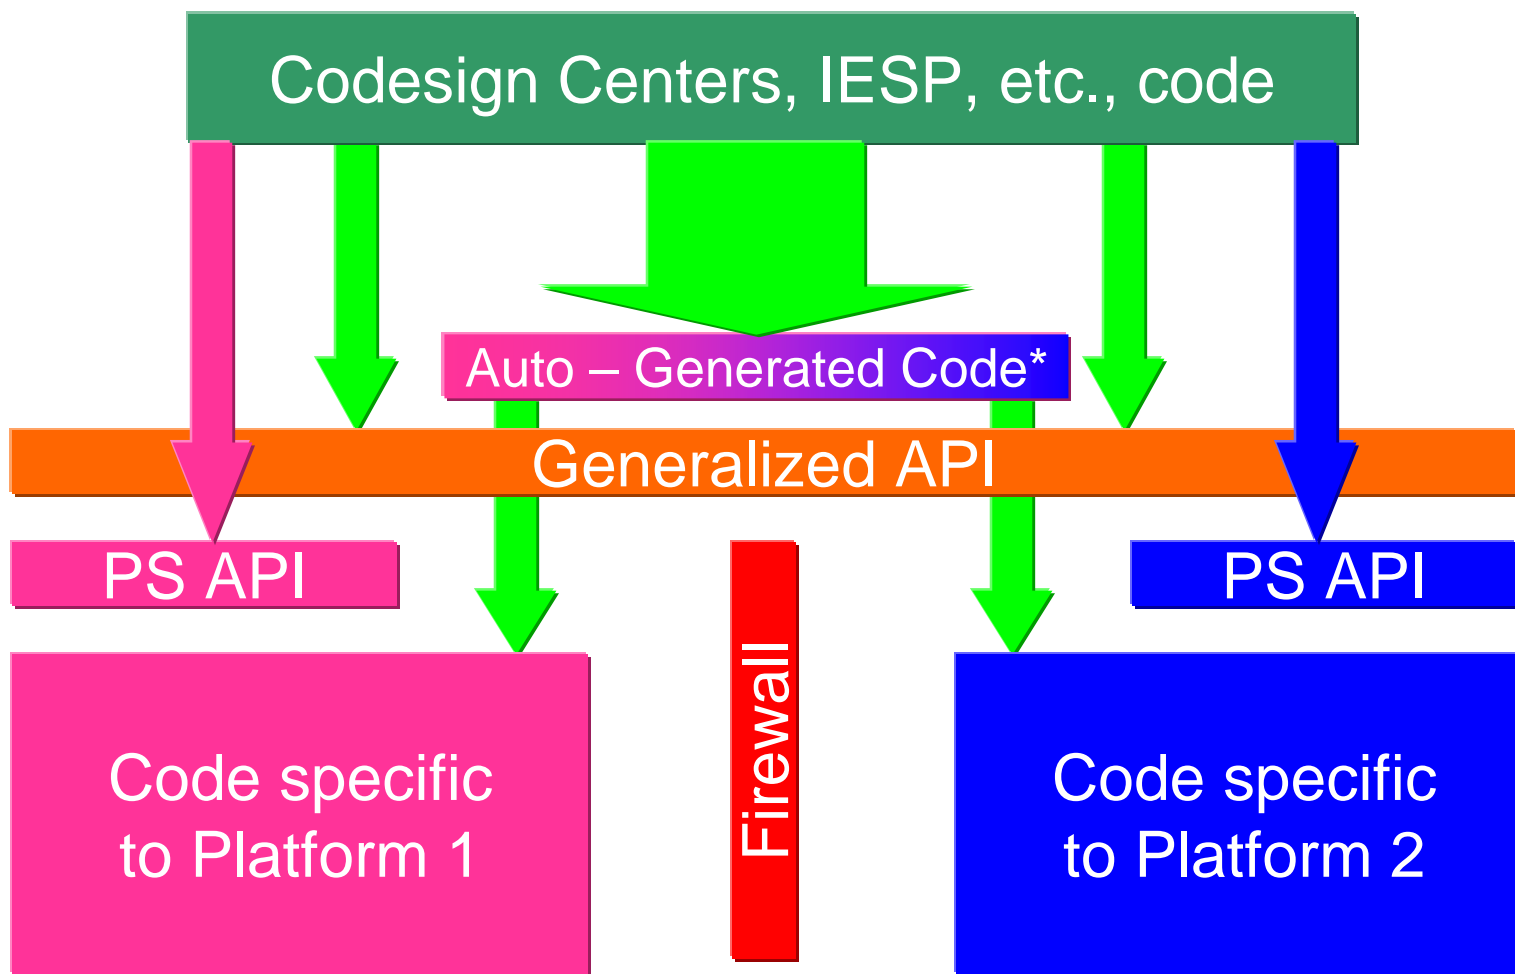 Codesign Centers, IESP, etc., code
Auto – Generated Code*
Generalized API
PS API
PS API
Firewall
Code specific
to Platform 1
Code specific
to Platform 2